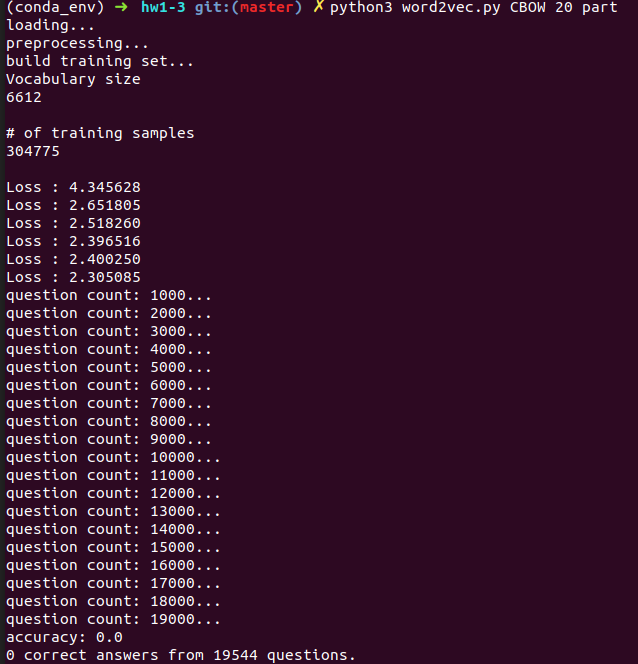 (conda_env) ➜ hw1-3 git:(master) ✗ python3 word2vec.py CBOW 20 part
loading...
preprocessing...
build training set...
Vocabulary size
6612
# of training samples
304775
Loss : 4.345628
Loss : 2.651805
Loss : 2.518260
Loss : 2.396516
Loss : 2.400250
Loss : 2.305085
question count: 1000...
question count: 2000...
question count: 3000...
question count: 4000...
question count: 5000...
question count: 6000...
question count: 7000...
question count: 8000...
question count: 9000...
question count: 10000...
question count: 11000...
question count: 12000...
question count: 13000...
question count: 14000...
question count: 15000...
question count: 16000...
question count: 17000...
question count: 18000...
question count: 19000...
accuracy: 0.0
0 correct answers from 19544 questions.